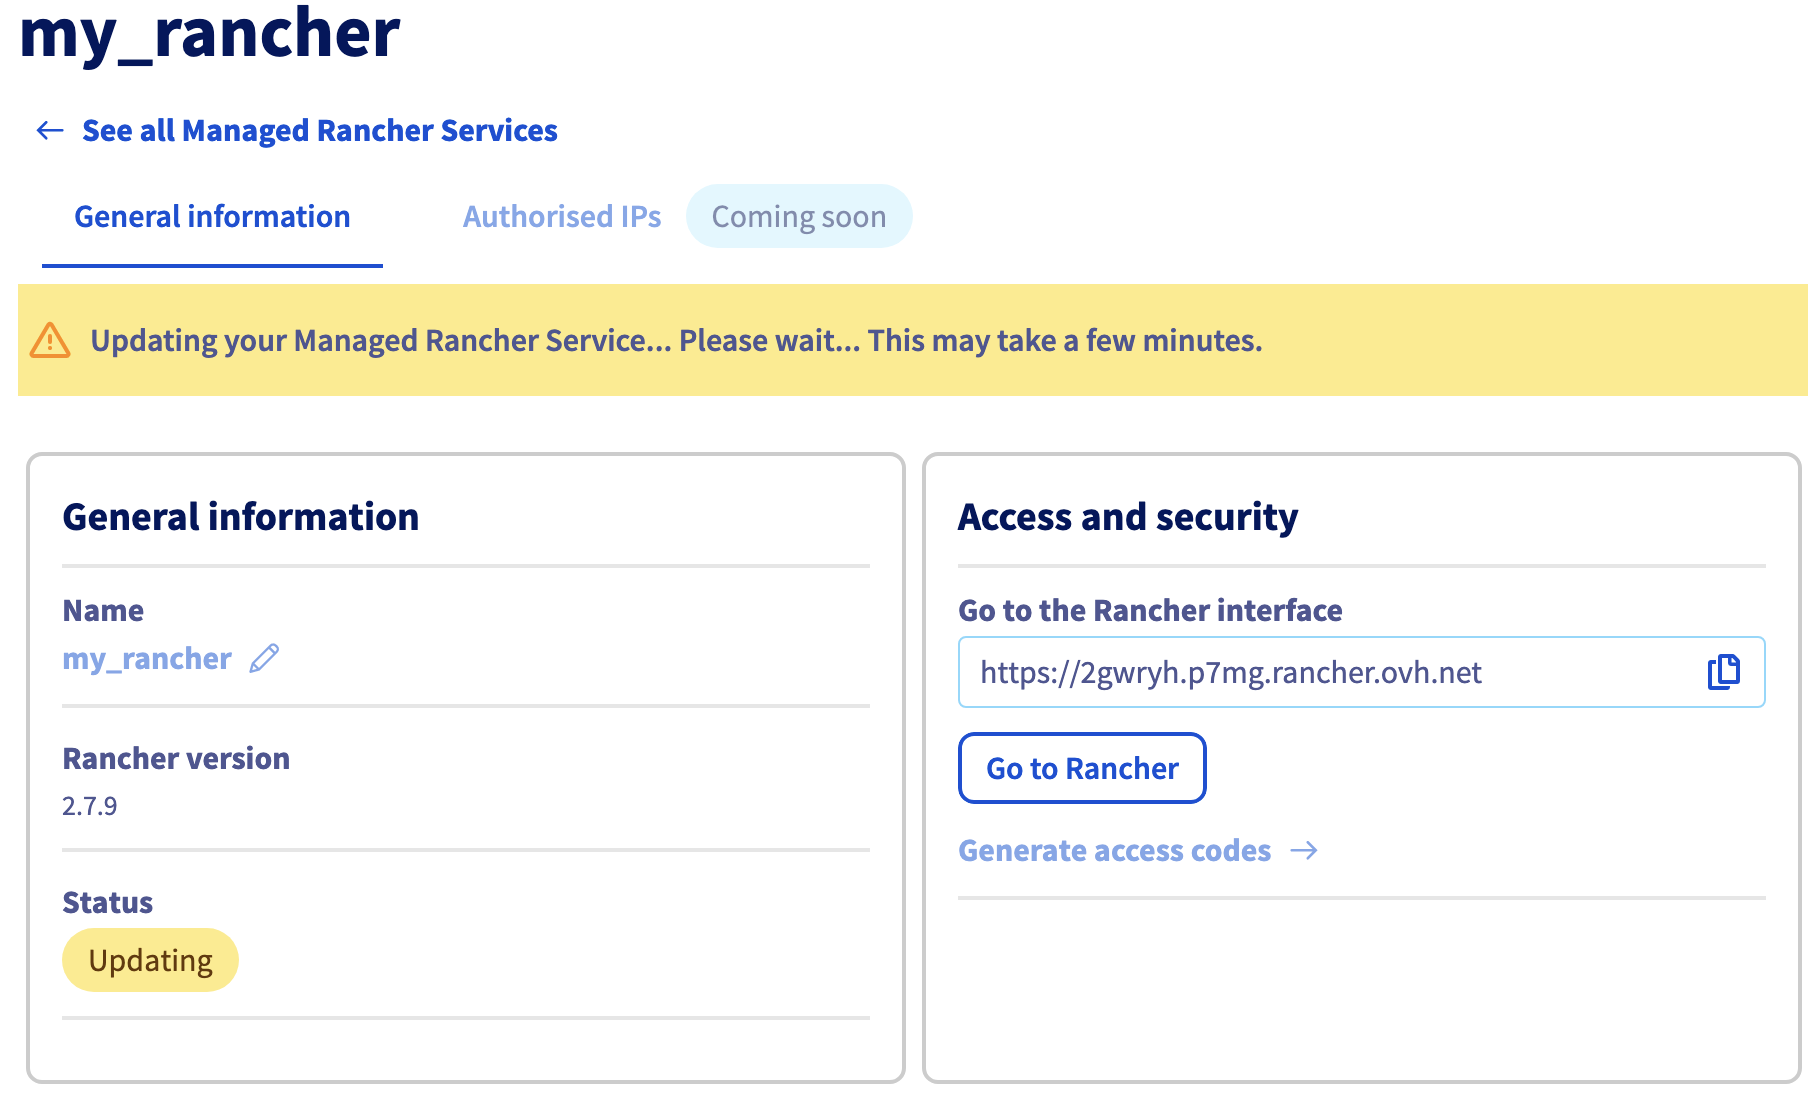 my_rancher
See all Managed Rancher Services
General information
Authorised IPs
Coming soon
Updating your Managed Rancher Service... Please wait... This may take a few minutes.
General information
Name
my_rancher
Rancher version
2.7.9
Status
Updating
Access and security
Go to the Rancher interface
https://2gwryh.p7mg.rancher.ovh.net
Go to Rancher
Generate access codes